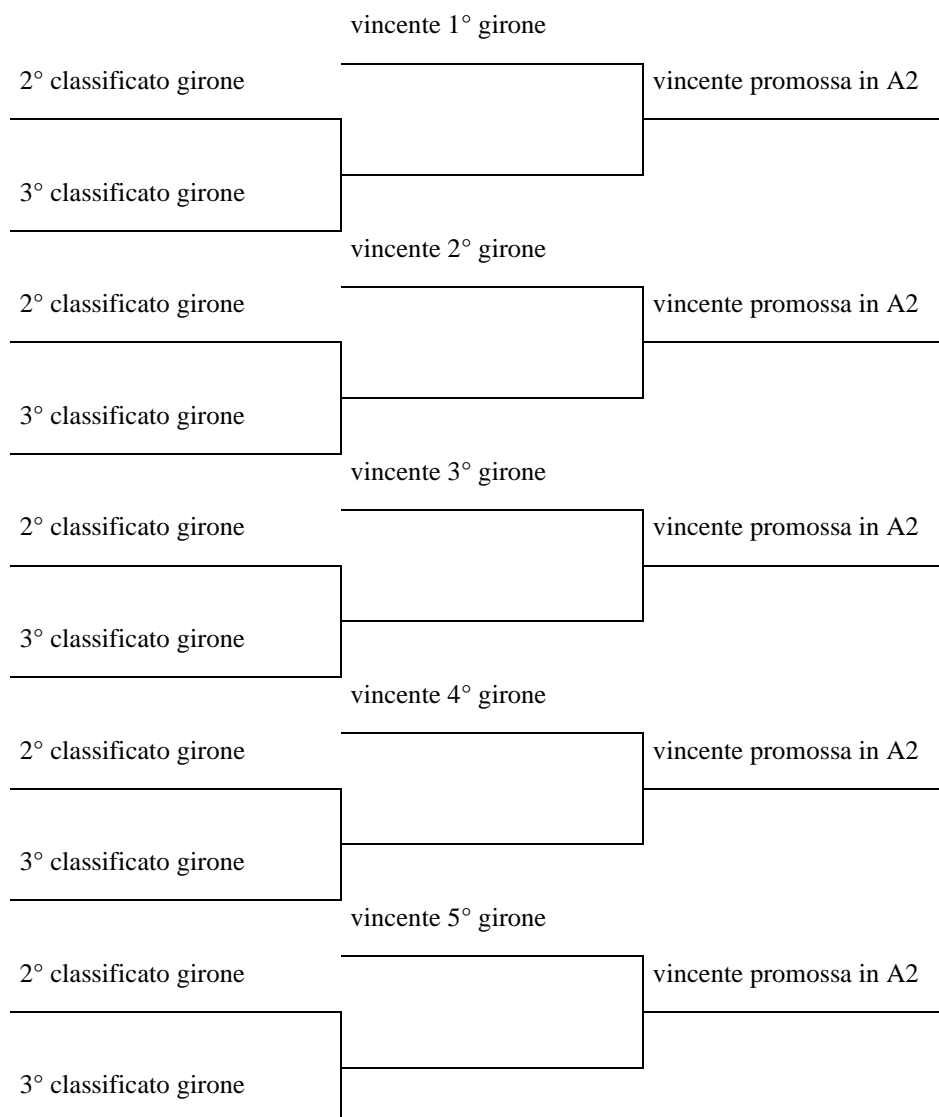 vincente 1° girone
2° classificato girone
vincente promossa in A2
3° classificato girone
vincente 2° girone
2° classificato girone
vincente promossa in A2
3° classificato girone
vincente 3° girone
2° classificato girone
vincente promossa in A2
3° classificato girone
vincente 4° girone
2° classificato girone
vincente promossa in A2
3° classificato girone
vincente 5° girone
2° classificato girone
vincente promossa in A2
3° classificato girone